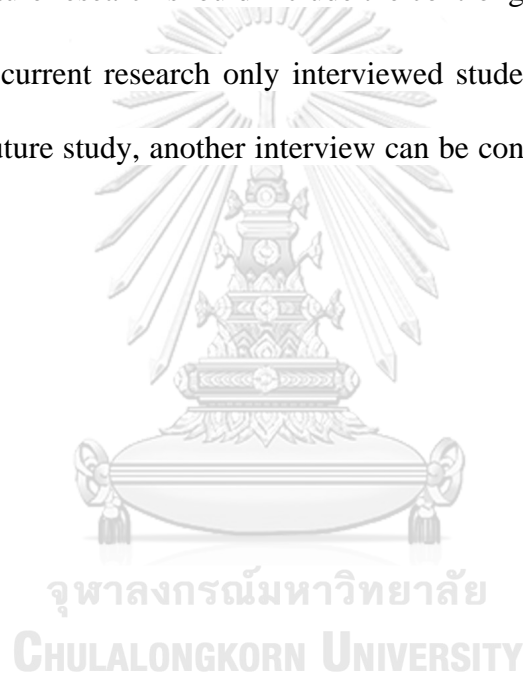 current research only interviewed stude
uture study, another interview can be con
จุฬาลงกรณ์มหาวิทยาลัย
CHULALONGKORN UNIVERSITY